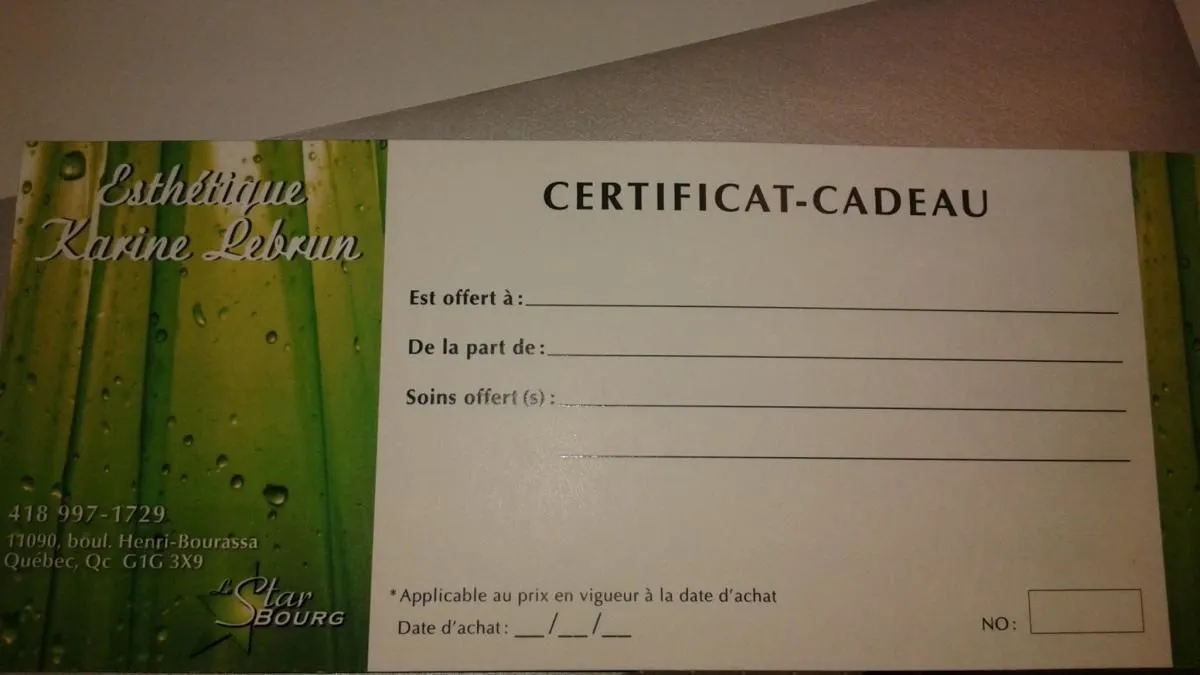 Esthétique
Karine Lebrun
418 997-1729
11090, boul. Henri-Bourassa
Québec, Qc G1G 3X9
Le Star
BOURG
CERTIFICAT-CADEAU
Est offert à :
De la part de :
Soins offert (s) :
*Applicable au prix en vigueur à la date d'achat
Date d'achat : __/__/__
NO :